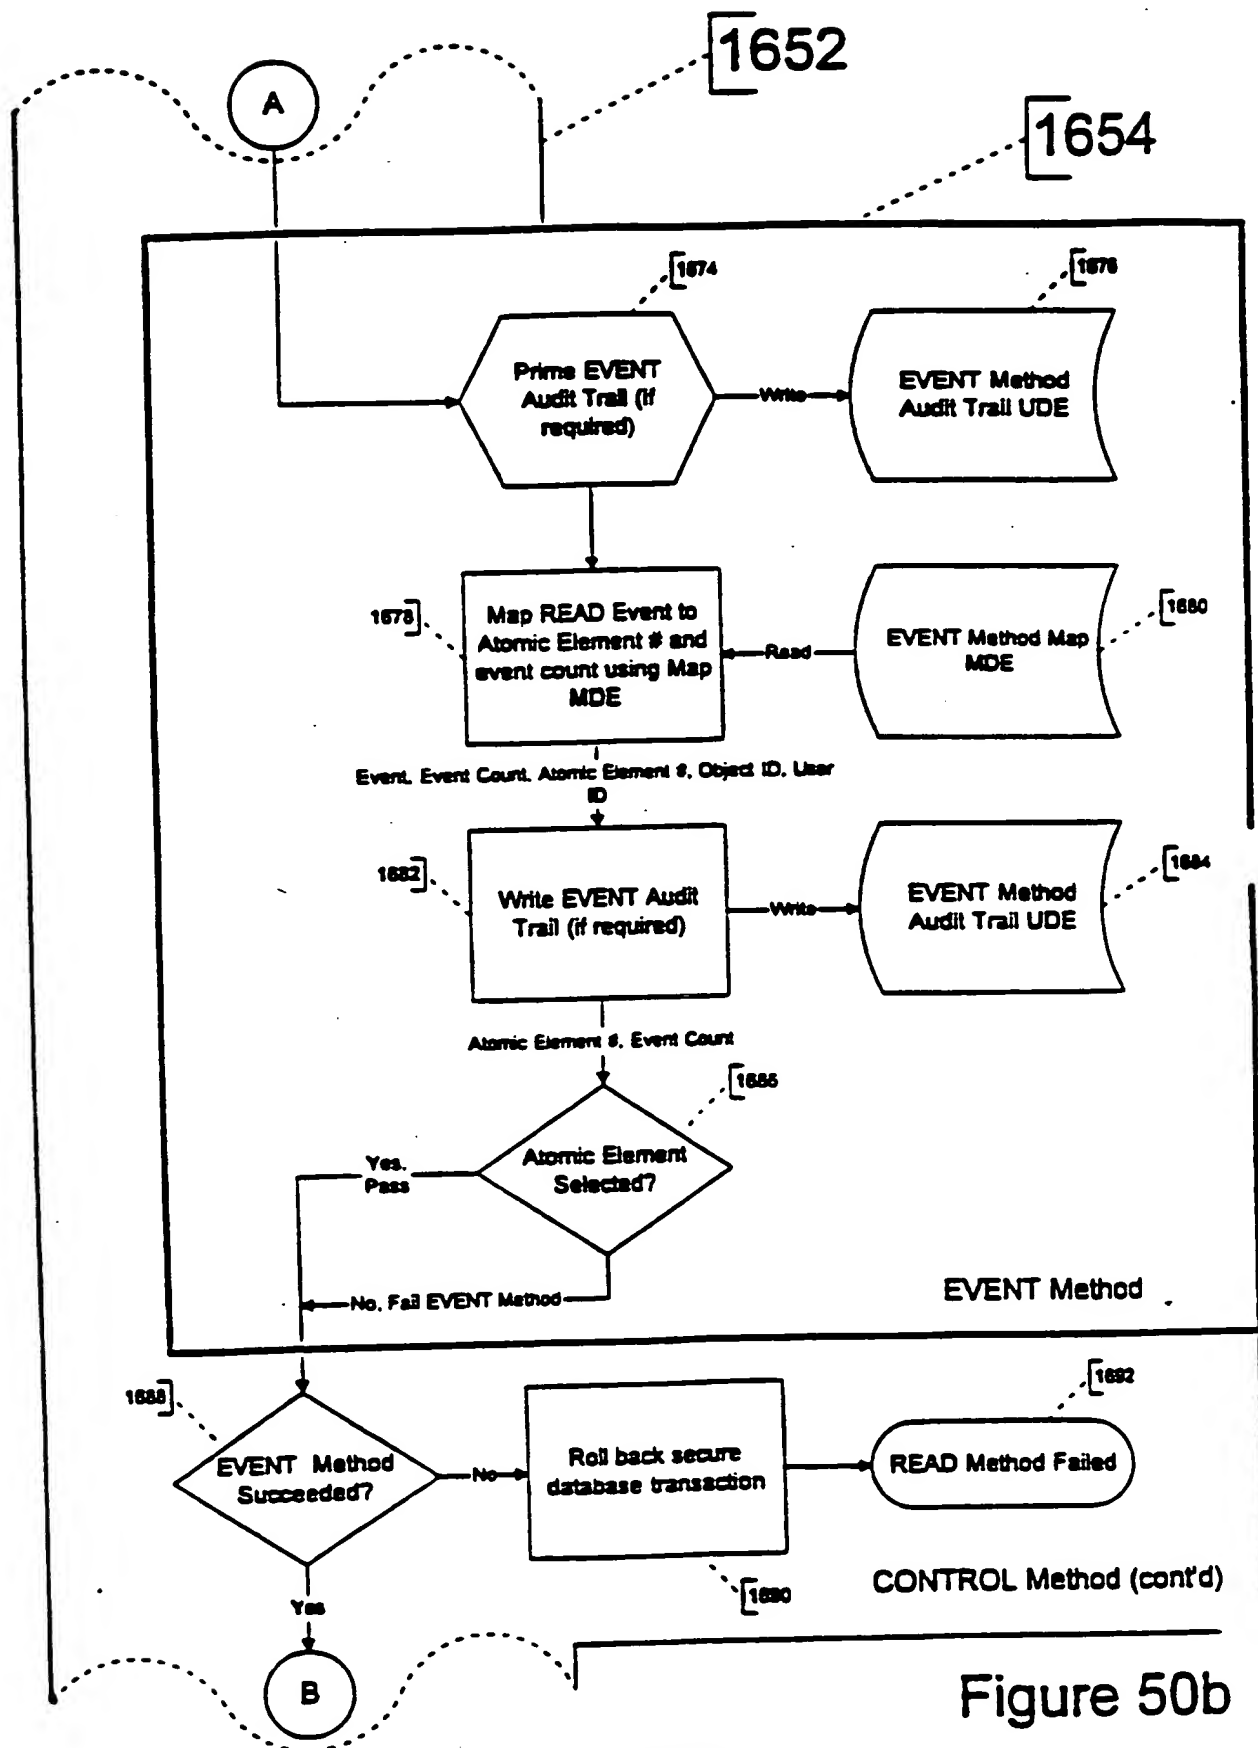 1652
A
1654
1674
1676
Prime EVENT
Audit Trail (if
required)
Write
EVENT Method
Audit Trail UDE
1678
Map READ Event to
Atomic Element # and
event count using Map
MDE
Read
EVENT Method Map
MDE
1680
Event, Event Count, Atomic Element #, Object ID, User
ID
1682
Write EVENT Audit
Trail (if required)
Write
EVENT Method
Audit Trail UDE
1684
Atomic Element #, Event Count
1686
Yes,
Pass
Atomic Element
Selected?
No, Fail EVENT Method
EVENT Method
1688
1692
EVENT Method
Succeeded?
No
Roll back secure
database transaction
READ Method Failed
1690
CONTROL Method (cont'd)
Yes
B
Figure 50b